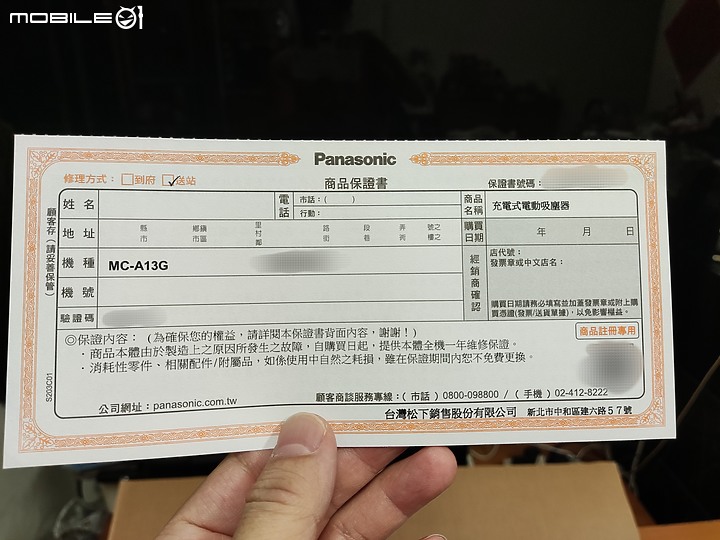 MOBILE01
Panasonic
修理方式： 到府 送站
商品保證書
保證書號碼：
顧客存（請妥善保管）
姓名
電話
市話：( )
行動：
商品名稱
充電式電動吸塵器
地址
縣市
鄉鎮市區
里村鄰
路街
段巷
弄衖
號之樓之
購買日期
年 月 日
機種
MC-A13G
經銷商確認
店代號：
發票章或中文店名：
機號
購買日期請務必填寫並加蓋發票章或附上購買憑證(發票/送貨單據)，以免影響權益。
驗證碼
◎保證內容：（為確保您的權益，請詳閱本保證書背面內容，謝謝！）
商品註冊專用
・商品本體由於製造上之原因所發生之故障，自購買日起，提供本體全機一年維修保證。
・消耗性零件、相關配件/附屬品，如係使用中自然之耗損，雖在保證期間內恕不免費更換。
S203C01
顧客商談服務專線：( 市話 ) 0800-098800 / ( 手機 ) 02-412-8222
公司網址：panasonic.com.tw
台灣松下銷售股份有限公司 新北市中和區建六路57號